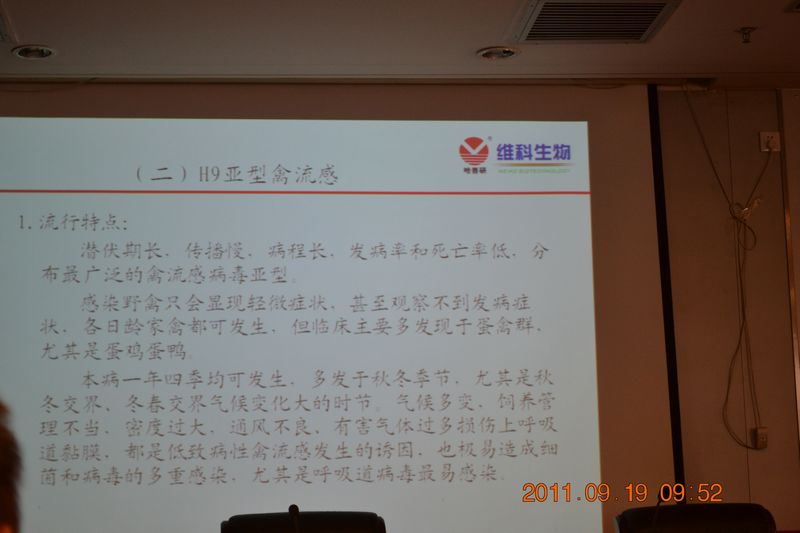 维科生物
哈兽研
WEIKE BIOTECHNOLOGY
（二）H9亚型禽流感
1. 流行特点：
潜伏期长，传播慢，病程长，发病率和死亡率低，分
布最广泛的禽流感病毒亚型。
感染野禽只会显现轻微症状，甚至观察不到发病症
状，各日龄家禽都可发生，但临床主要多发现于蛋禽群，
尤其是蛋鸡蛋鸭。
本病一年四季均可发生，多发于秋冬季节，尤其是秋
冬交界、冬春交界气候变化大的时节。气候多变，饲养管
理不当，密度过大，通风不良，有害气体过多损伤上呼吸
道黏膜，都是低致病性禽流感发生的诱因，也极易造成细
菌和病毒的多重感染，尤其是呼吸道病毒最易感染。
2011.09.19 09:52